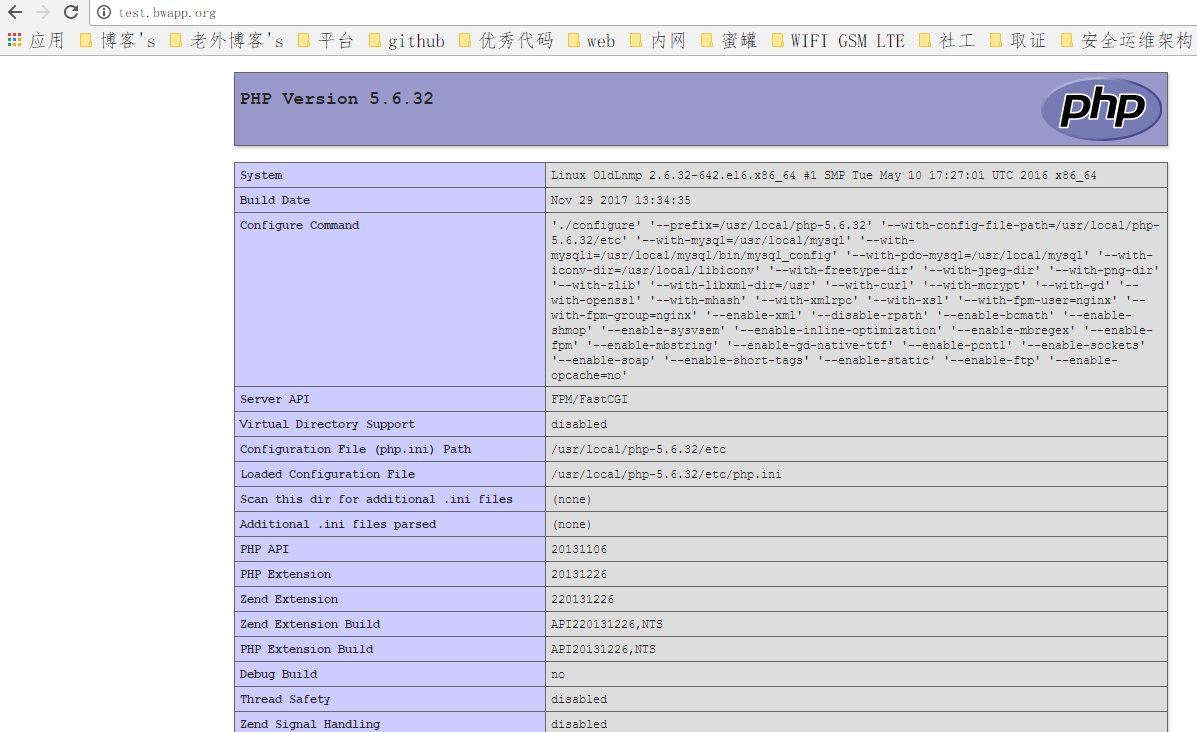 test.bwapp.org
应用 博客's 老外博客's 平台 github 优秀代码 web 内网 蜜罐 WIFI GSM LTE 社工 取证 安全运维架构
PHP Version 5.6.32 php
System Linux OldLnmp 2.6.32-642.el6.x86_64 #1 SMP Tue May 10 17:27:01 UTC 2016 x86_64
Build Date Nov 29 2017 13:34:35
Configure Command './configure' '--prefix=/usr/local/php-5.6.32' '--with-config-file-path=/usr/local/php-
5.6.32/etc' '--with-mysql=/usr/local/mysql' '--with-
mysqli=/usr/local/mysql/bin/mysql_config' '--with-pdo-mysql=/usr/local/mysql' '--with-
iconv-dir=/usr/local/libiconv' '--with-freetype-dir' '--with-jpeg-dir' '--with-png-dir'
'--with-zlib' '--with-libxml-dir=/usr' '--with-curl' '--with-mcrypt' '--with-gd' '--
with-openssl' '--with-mhash' '--with-xmlrpc' '--with-xsl' '--with-fpm-user=nginx' '--
with-fpm-group=nginx' '--enable-xml' '--disable-rpath' '--enable-bcmath' '--enable-
shmop' '--enable-sysvsem' '--enable-inline-optimization' '--enable-mbregex' '--enable-
fpm' '--enable-mbstring' '--enable-gd-native-ttf' '--enable-pcntl' '--enable-sockets'
'--enable-soap' '--enable-short-tags' '--enable-static' '--enable-ftp' '--enable-
opcache=no'
Server API FPM/FastCGI
Virtual Directory Support disabled
Configuration File (php.ini) Path /usr/local/php-5.6.32/etc
Loaded Configuration File /usr/local/php-5.6.32/etc/php.ini
Scan this dir for additional .ini files (none)
Additional .ini files parsed (none)
PHP API 20131106
PHP Extension 20131226
Zend Extension 220131226
Zend Extension Build API220131226,NTS
PHP Extension Build API20131226,NTS
Debug Build no
Thread Safety disabled
Zend Signal Handling disabled